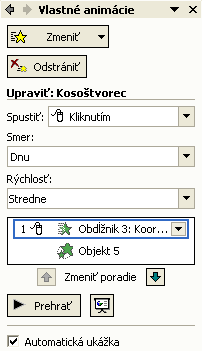 Vlastné animácie
Zmeniť
Odstrániť
Upraviť: Kosoštvorec
Spustiť: Kliknutím
Smer:
Dnu
Rýchlosť:
Stredne
1 Obdĺžnik 3: Koor...
Objekt 5
Zmeniť poradie
Prehrať
Automatická ukážka